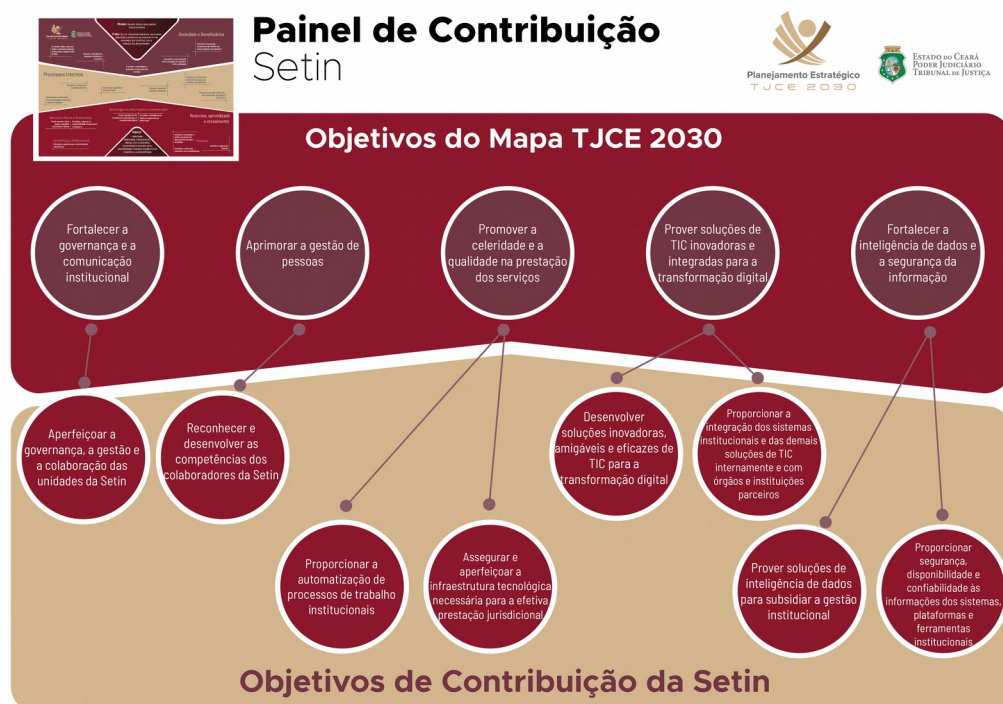 Painel de Contribuição
Setin
Planejamento Estratégico
TJCE 2030
ESTADO DO CEARÁ
PODER JUDICIÁRIO
TRIBUNAL DE JUSTIÇA
Sociedade e Beneficiários
Processos Internos
Objetivos do Mapa TJCE 2030
Fortalecer a
governança e a
comunicação
institucional
Aprimorar a gestão de
pessoas
Promover a
celeridade e a
qualidade na prestação
dos serviços
Prover soluções de
TIC inovadoras e
integradas para a
transformação digital
Fortalecer a
inteligência de dados e
a segurança da
informação
Aperfeiçoar a
governança, a gestão e
a colaboração das
unidades da Setin
Reconhecer e
desenvolver as
competências dos
colaboradores da Setin
Desenvolver
soluções inovadoras,
amigáveis e eficazes de
TIC para a
transformação digital
Proporcionar a
integração dos sistemas
institucionais e das demais
soluções de TIC
internamente e com
órgãos e instituições
parceiros
Proporcionar a
automatização de
processos de trabalho
institucionais
Assegurar e
aperfeiçoar a
infraestrutura tecnológica
necessária para a efetiva
prestação jurisdicional
Prover soluções de
inteligência de dados
para subsidiar a gestão
institucional
Proporcionar
segurança,
disponibilidade e
confiabilidade às
informações dos sistemas,
plataformas e
ferramentas
institucionais
Objetivos de Contribuição da Setin